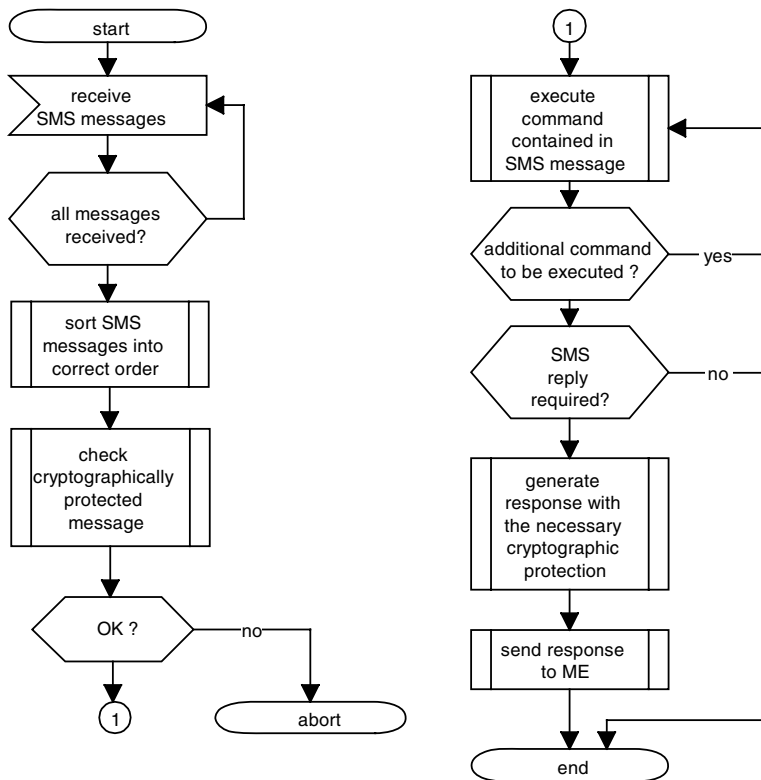 start
receive
SMS messages
all messages
received?
sort SMS
messages into
correct order
check
cryptographically
protected
message
OK ?
no
1
abort
1
execute
command
contained in
SMS message
additional command
to be executed ?
yes
SMS
reply
required?
no
generate
response with
the necessary
cryptographic
protection
send response
to ME
end